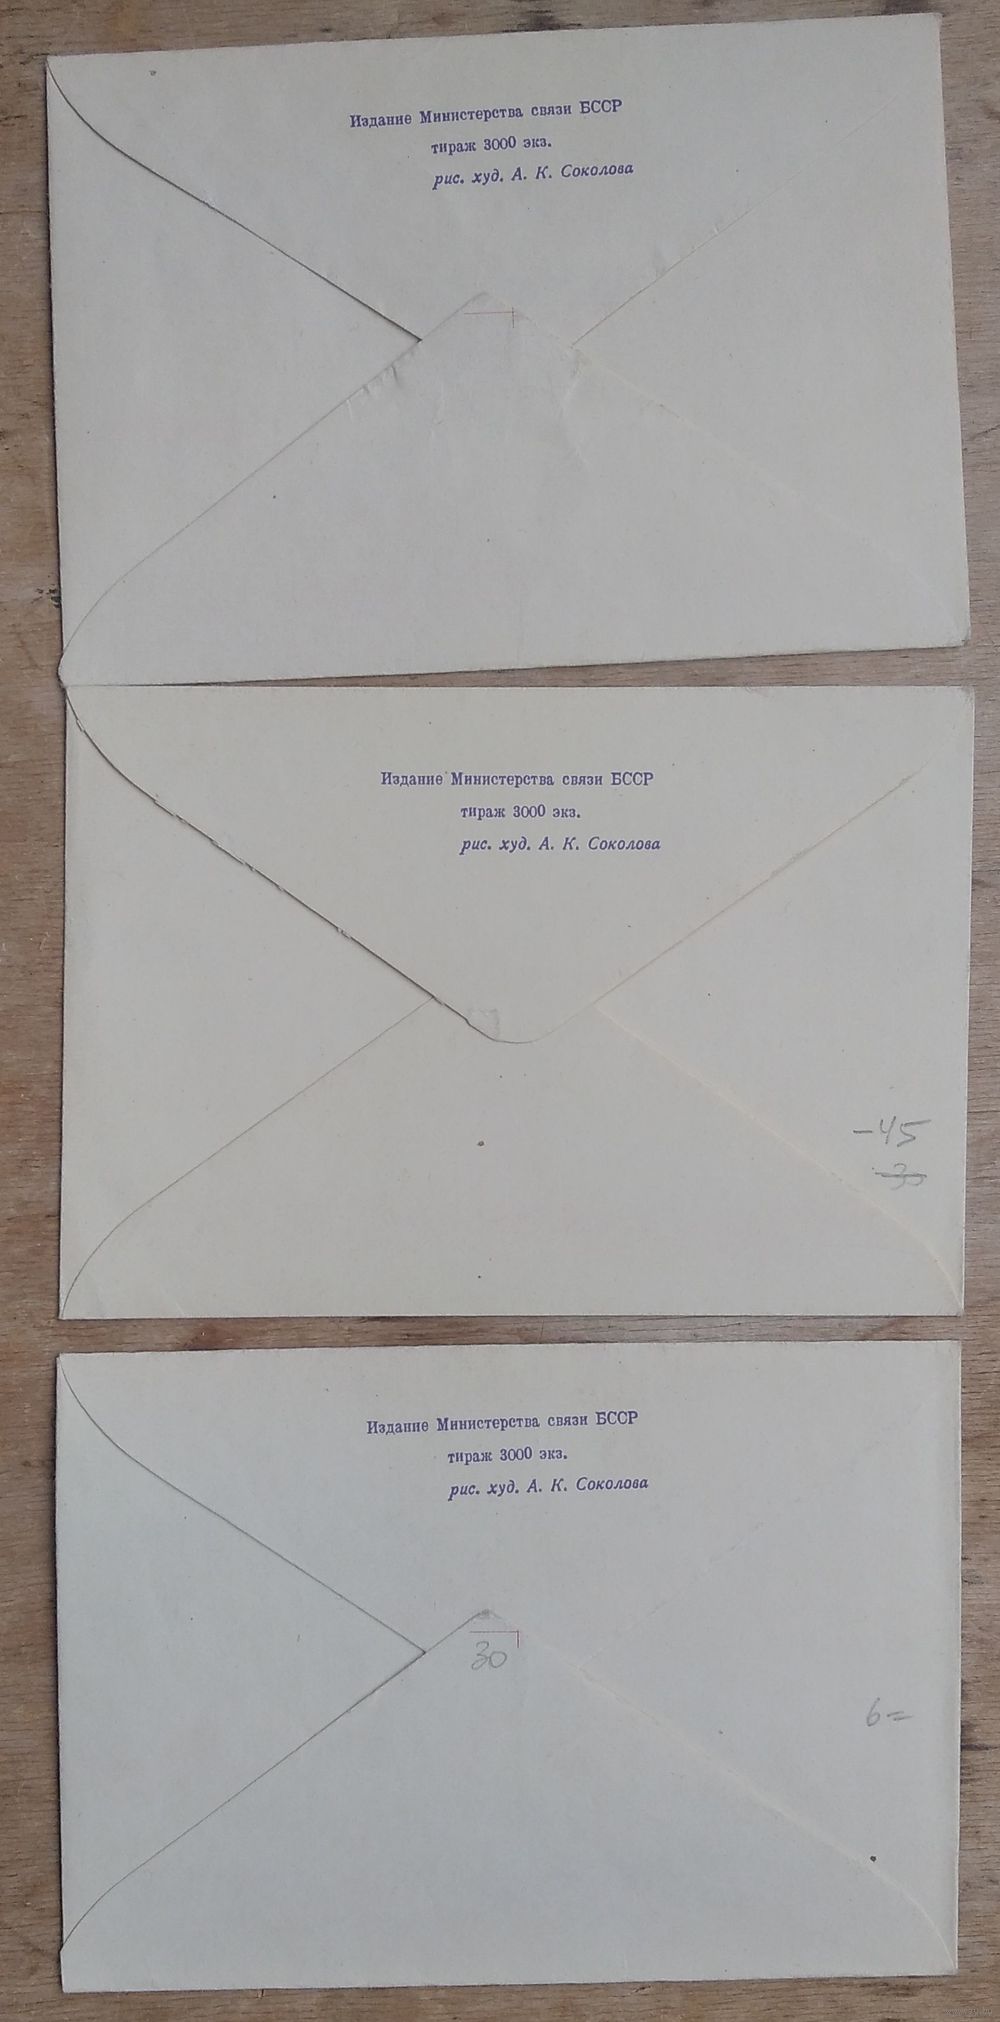 Издание Министерства связи БССР
тираж 3000 экз.
рис. худ. А. К. Соколова
Издание Министерства связи БССР
тираж 3000 экз.
рис. худ. А. К. Соколова
-45
30
Издание Министерства связи БССР
тираж 3000 экз.
рис. худ. А. К. Соколова
30
6=